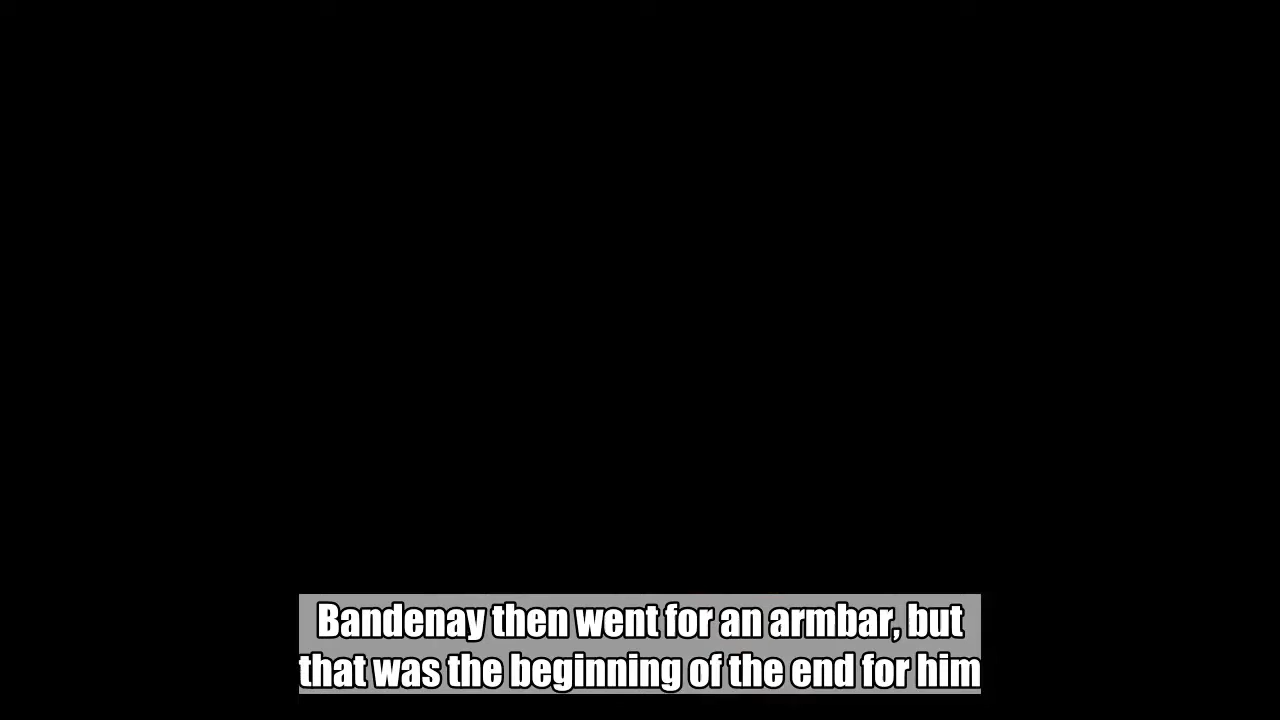 Bandenay then went for an armbar, but
that was the beginning of the end for him